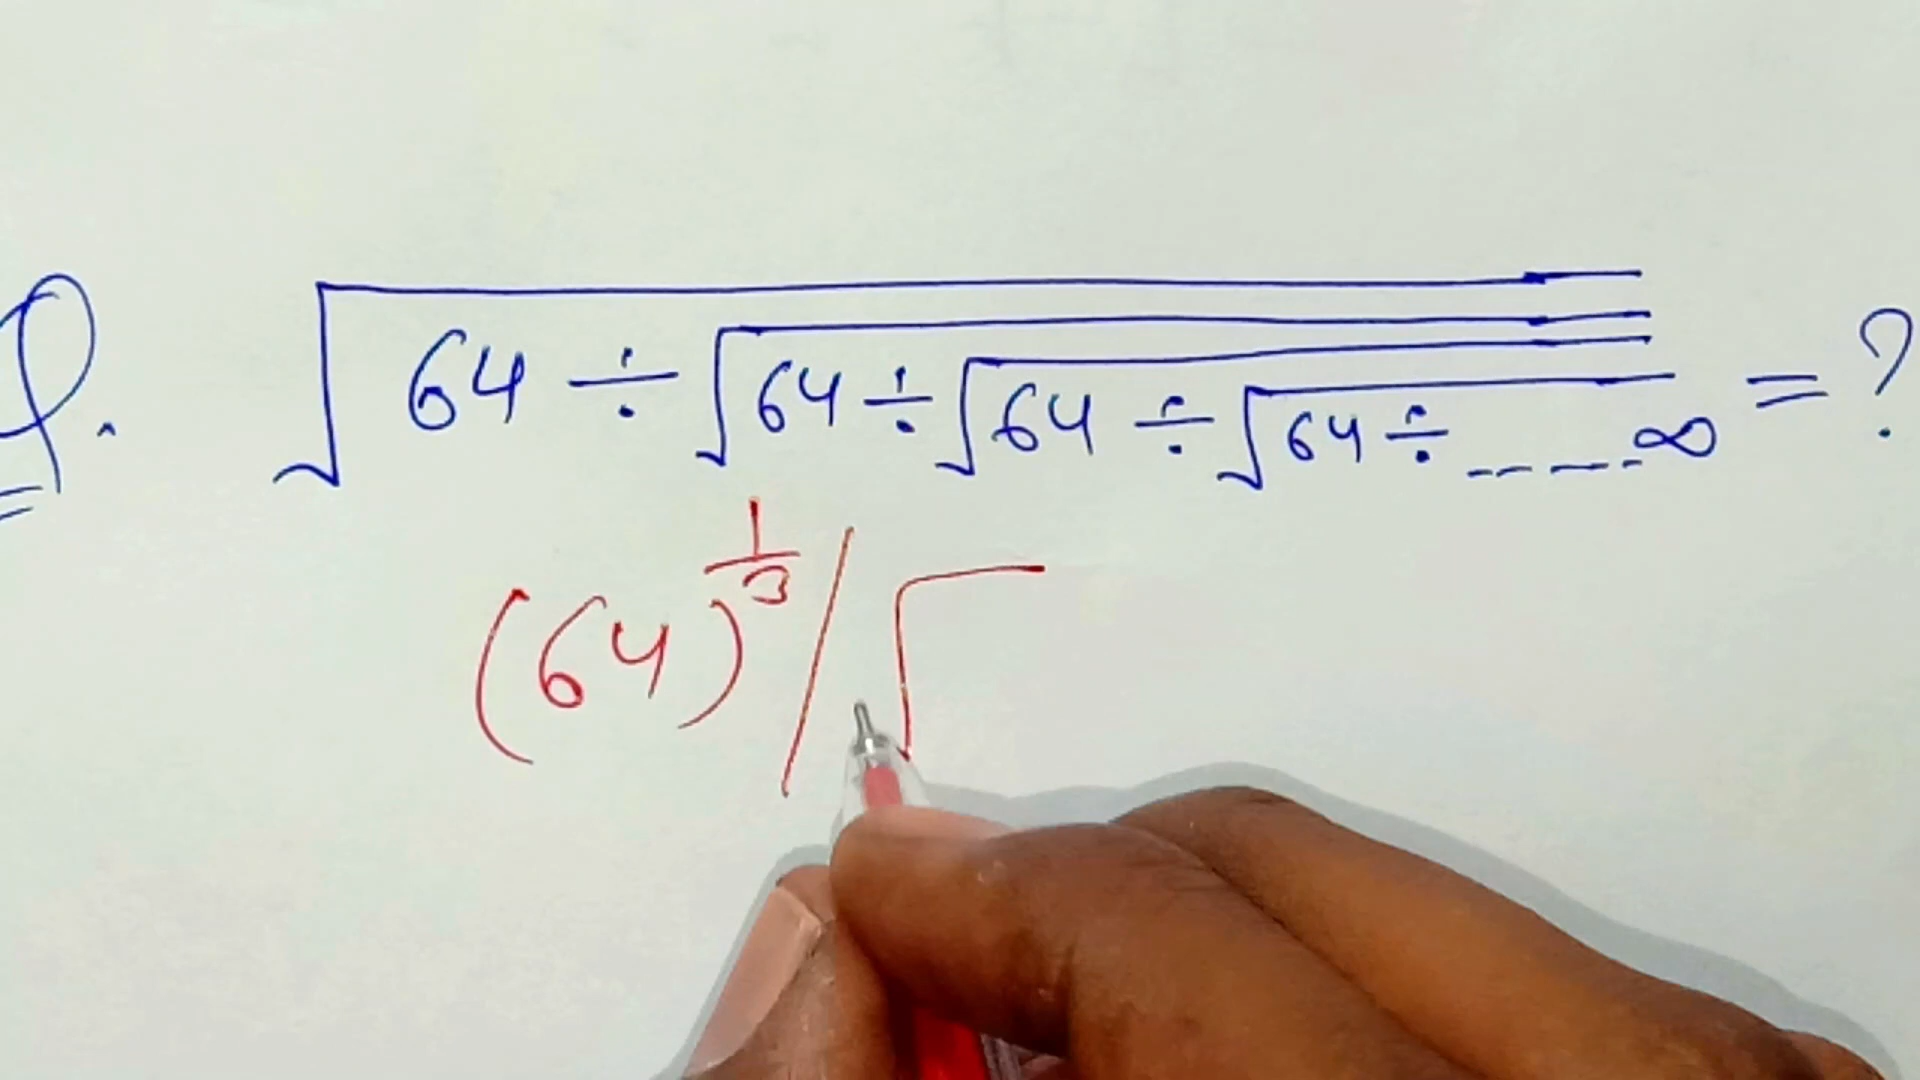 Q. √64 ÷ √64 ÷ √64 ÷ √64 ÷ ---- ∞ = ?
(64)^1/3 / √